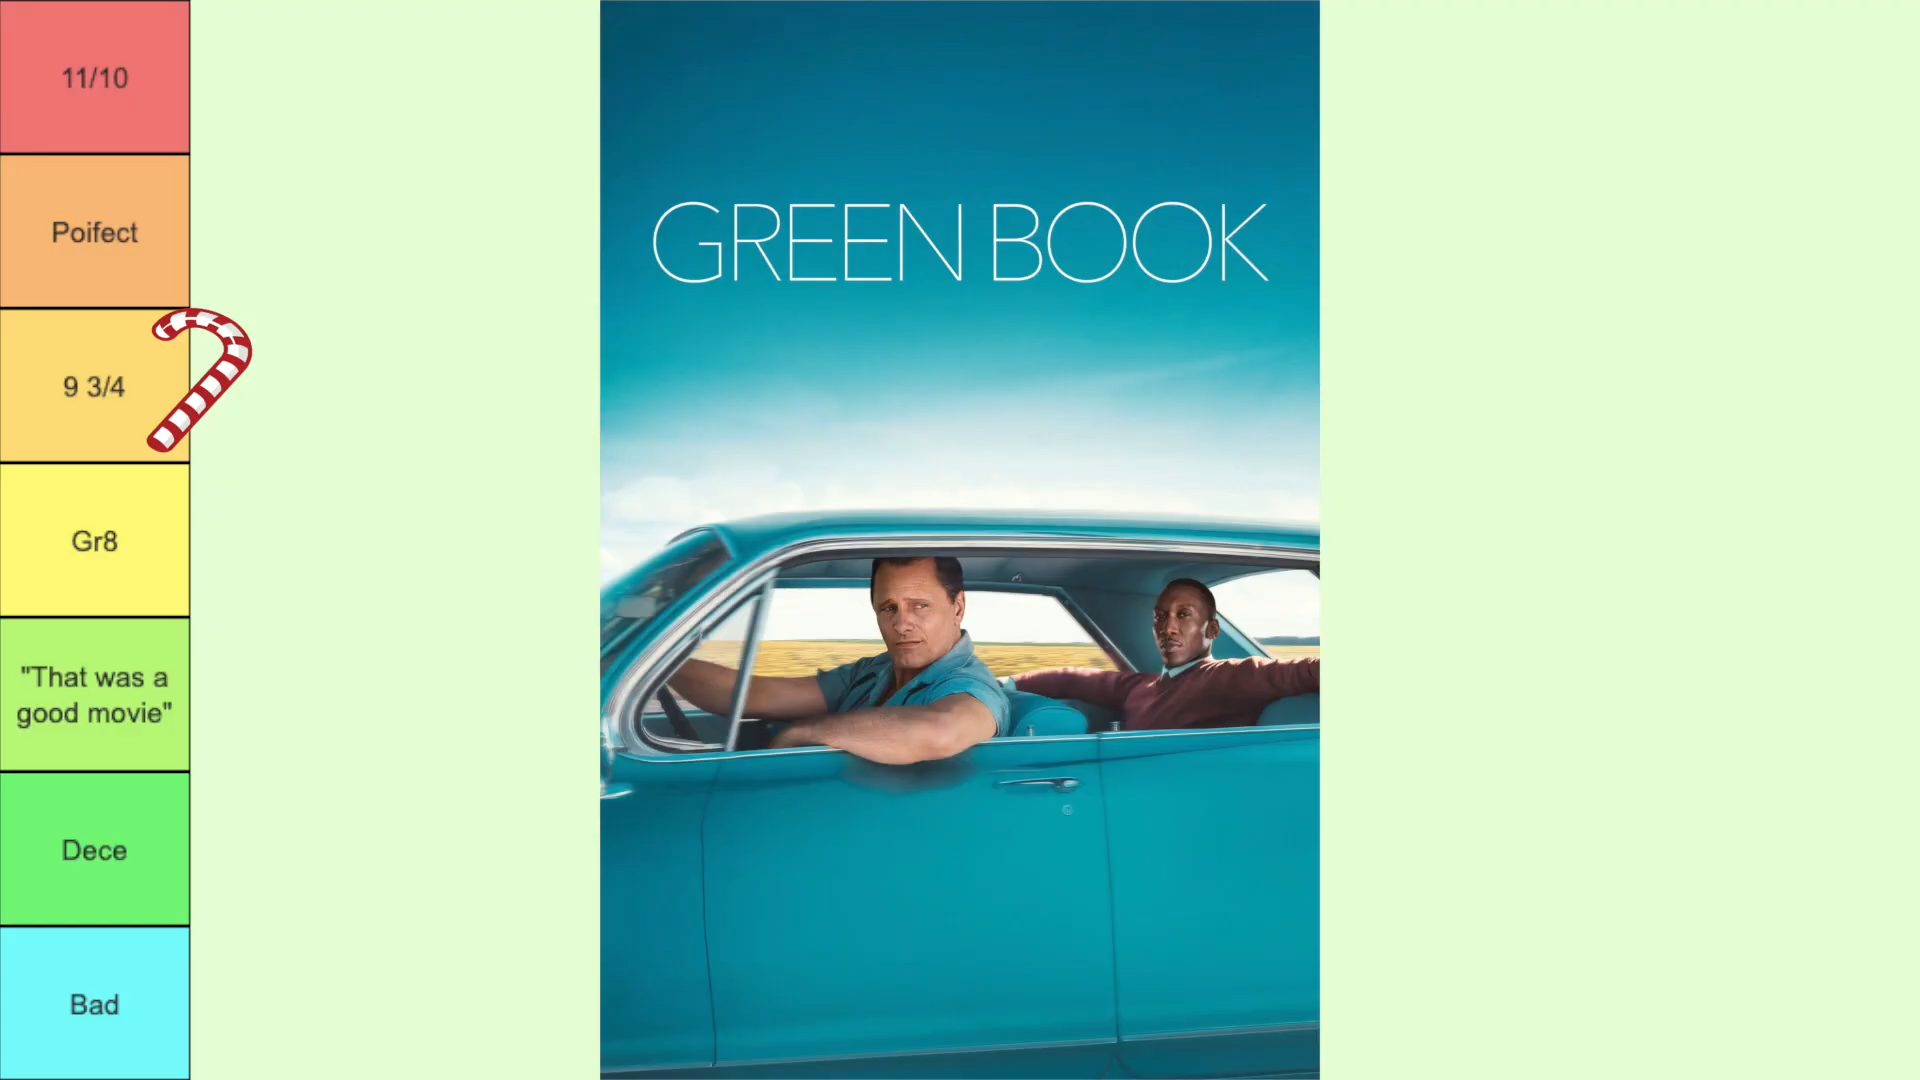 11/10
Poifect
9 3/4
Gr8
"That was a
good movie"
Dece
Bad
GREEN BOOK